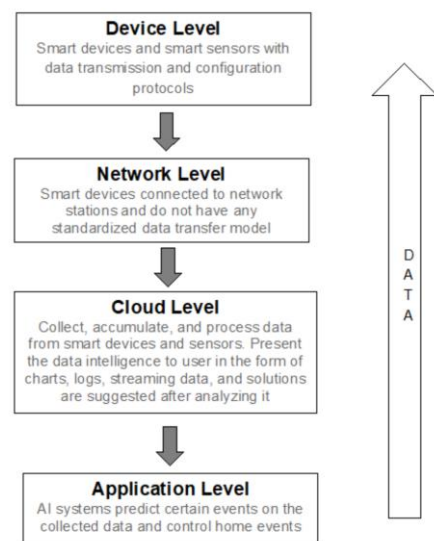 Device Level
Smart devices and smart sensors with
data transmission and configuration
protocols
Network Level
Smart devices connected to network
stations and do not have any
standardized data transfer model
Cloud Level
Collect, accumulate, and process data
from smart devices and sensors. Present
the data intelligence to user in the form of
charts, logs, streaming data, and solutions
are suggested after analyzing it
Application Level
AI systems predict certain events on the
collected data and control home events
D
A
T
A